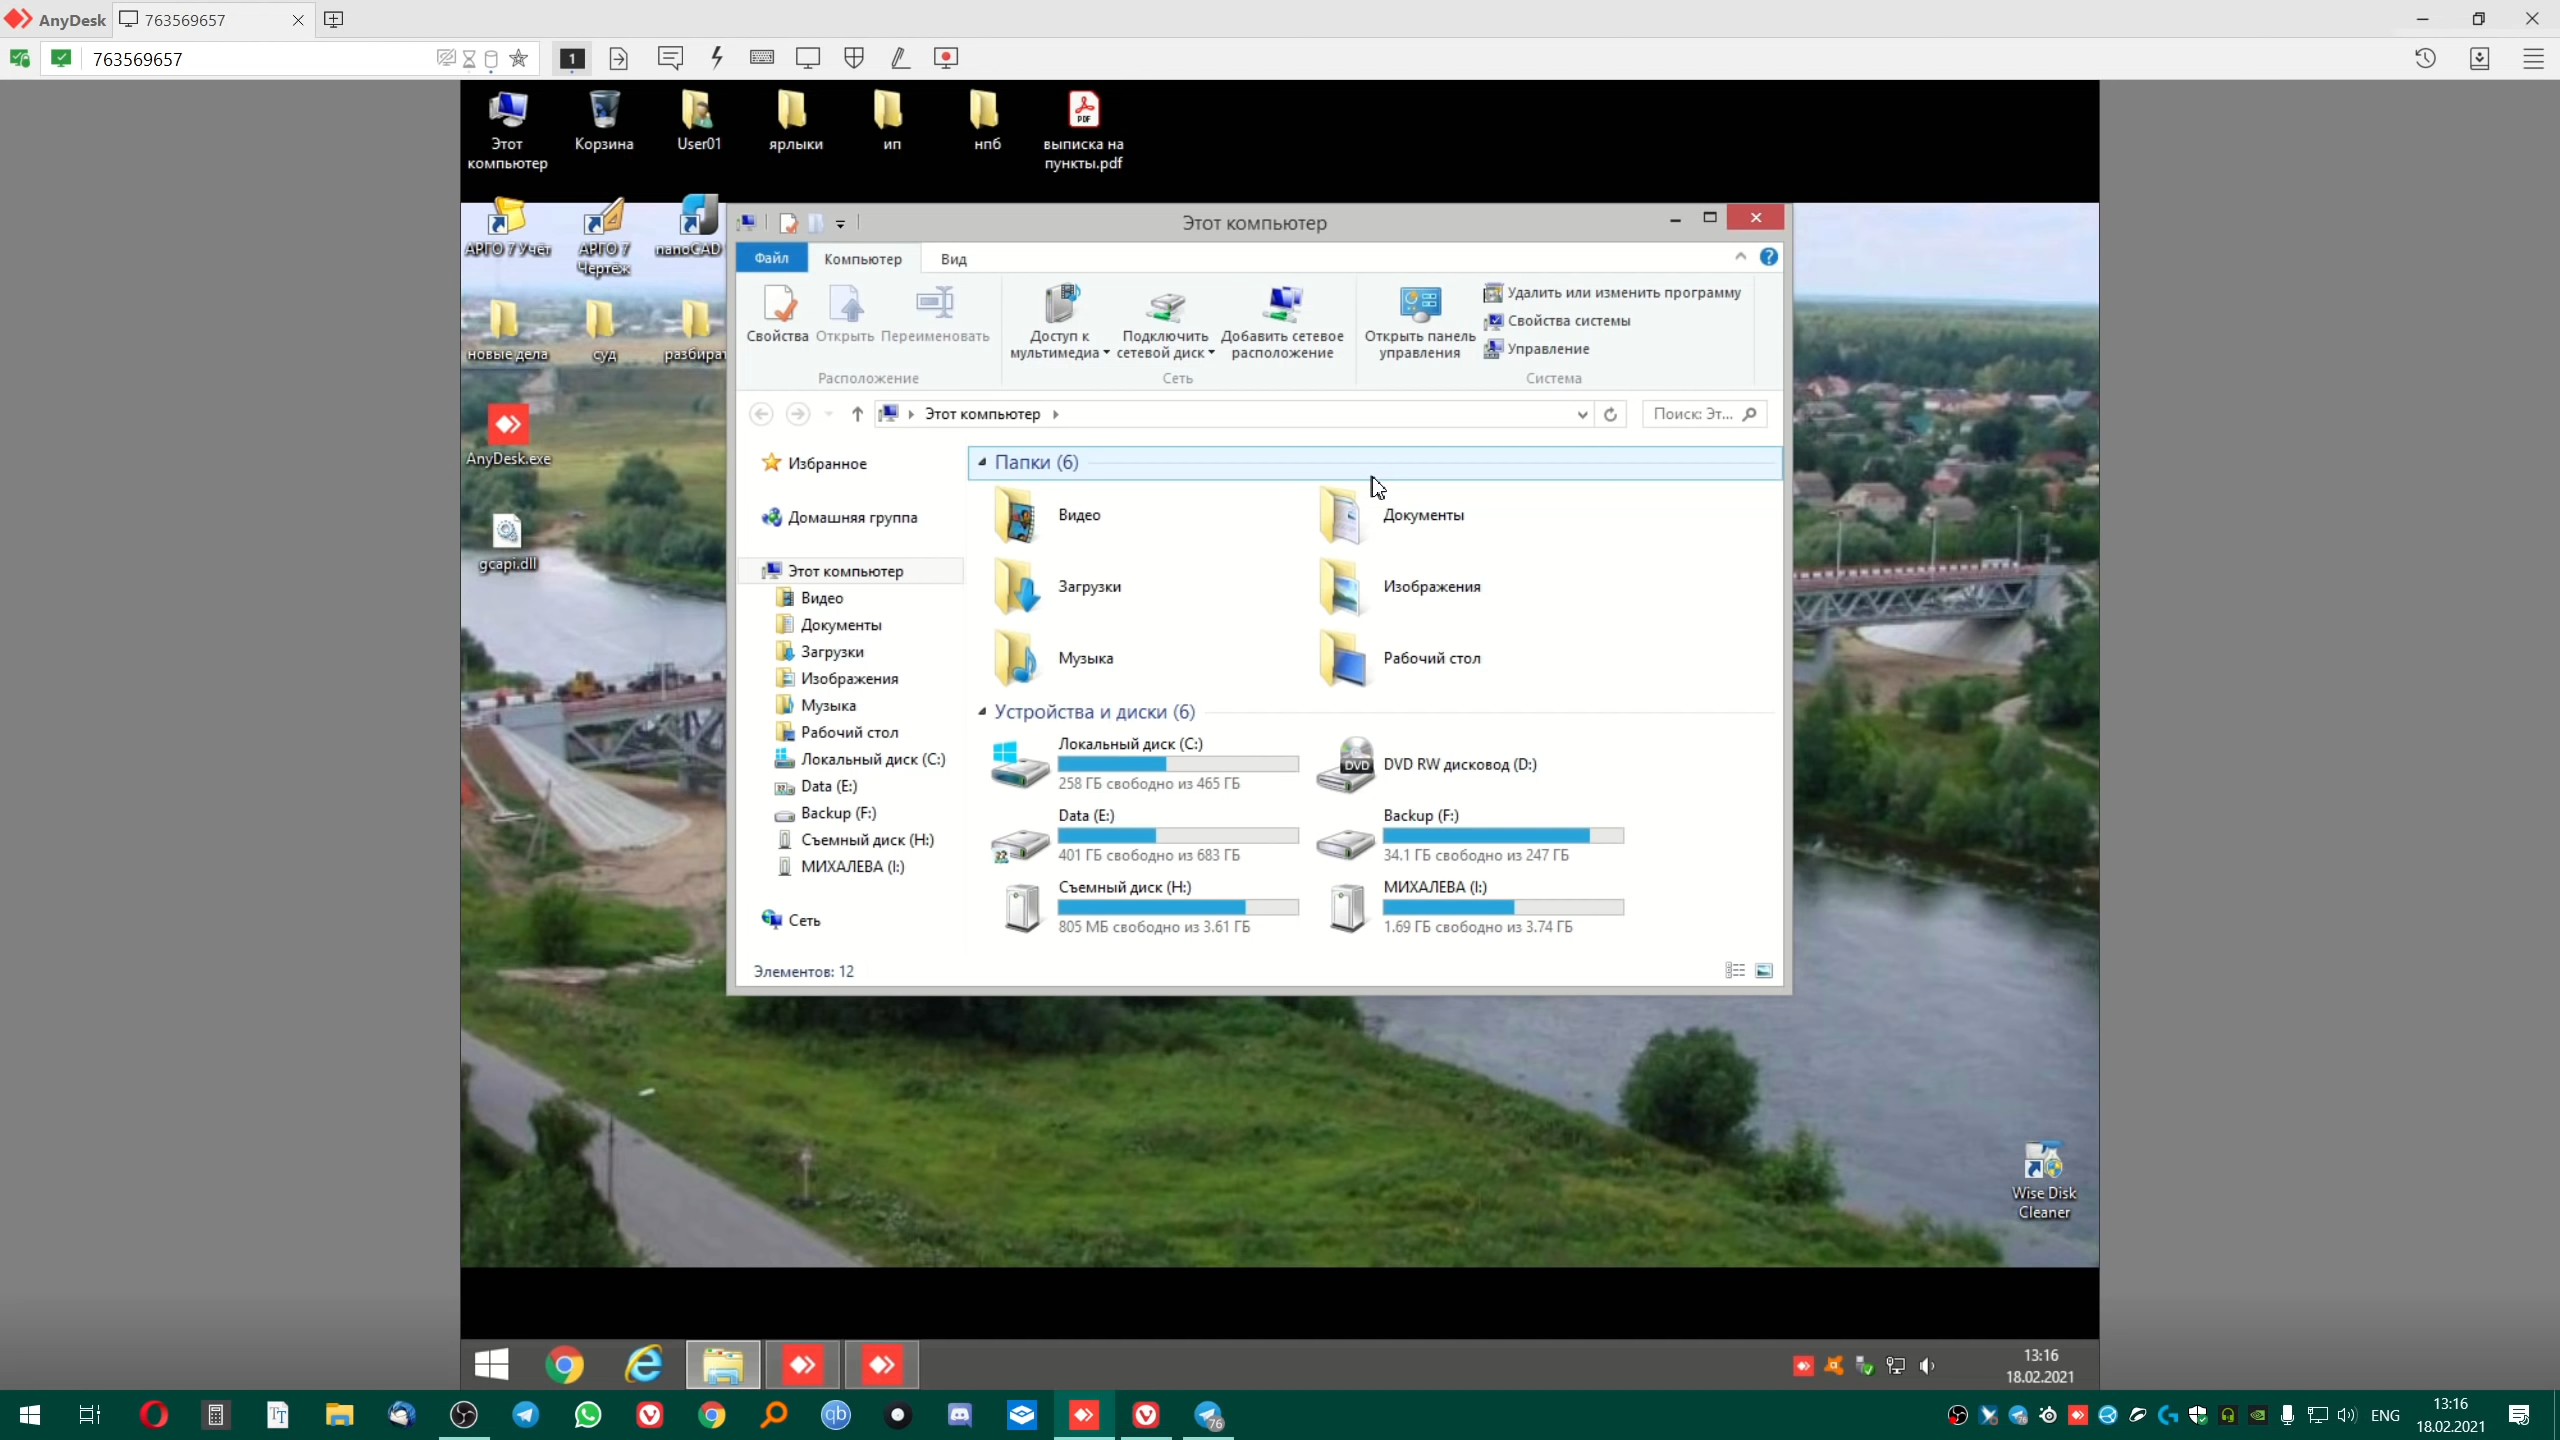 AnyDesk 763569657
763569657
1
Этот компьютер
Корзина
User01
ярлыки
ип
нпб
выписка на пункты.pdf
АРГО 7 Учёт
АРГО 7 Чертёж
nanoCAD
новые дела
суд
разбират
AnyDesk.exe
gcapi.dll
Этот компьютер
Файл Компьютер Вид
Свойства Открыть Переименовать
Расположение
Доступ к мультимедиа
Подключить сетевой диск
Добавить сетевое расположение
Сеть
Открыть панель управления
Удалить или изменить программу
Свойства системы
Управление
Система
Этот компьютер
Поиск: Эт...
Избранное
Домашняя группа
Этот компьютер
Видео
Документы
Загрузки
Изображения
Музыка
Рабочий стол
Локальный диск (C:)
Data (E:)
Backup (F:)
Съемный диск (H:)
МИХАЛЕВА (I:)
Сеть
Папки (6)
Видео
Документы
Загрузки
Изображения
Музыка
Рабочий стол
Устройства и диски (6)
Локальный диск (C:)
258 ГБ свободно из 465 ГБ
DVD
DVD RW дисковод (D:)
Data (E:)
401 ГБ свободно из 683 ГБ
Backup (F:)
34.1 ГБ свободно из 247 ГБ
Съемный диск (H:)
805 МБ свободно из 3.61 ГБ
МИХАЛЕВА (I:)
1.69 ГБ свободно из 3.74 ГБ
Элементов: 12
Wise Disk Cleaner
13:16
18.02.2021
76
ENG
13:16
18.02.2021